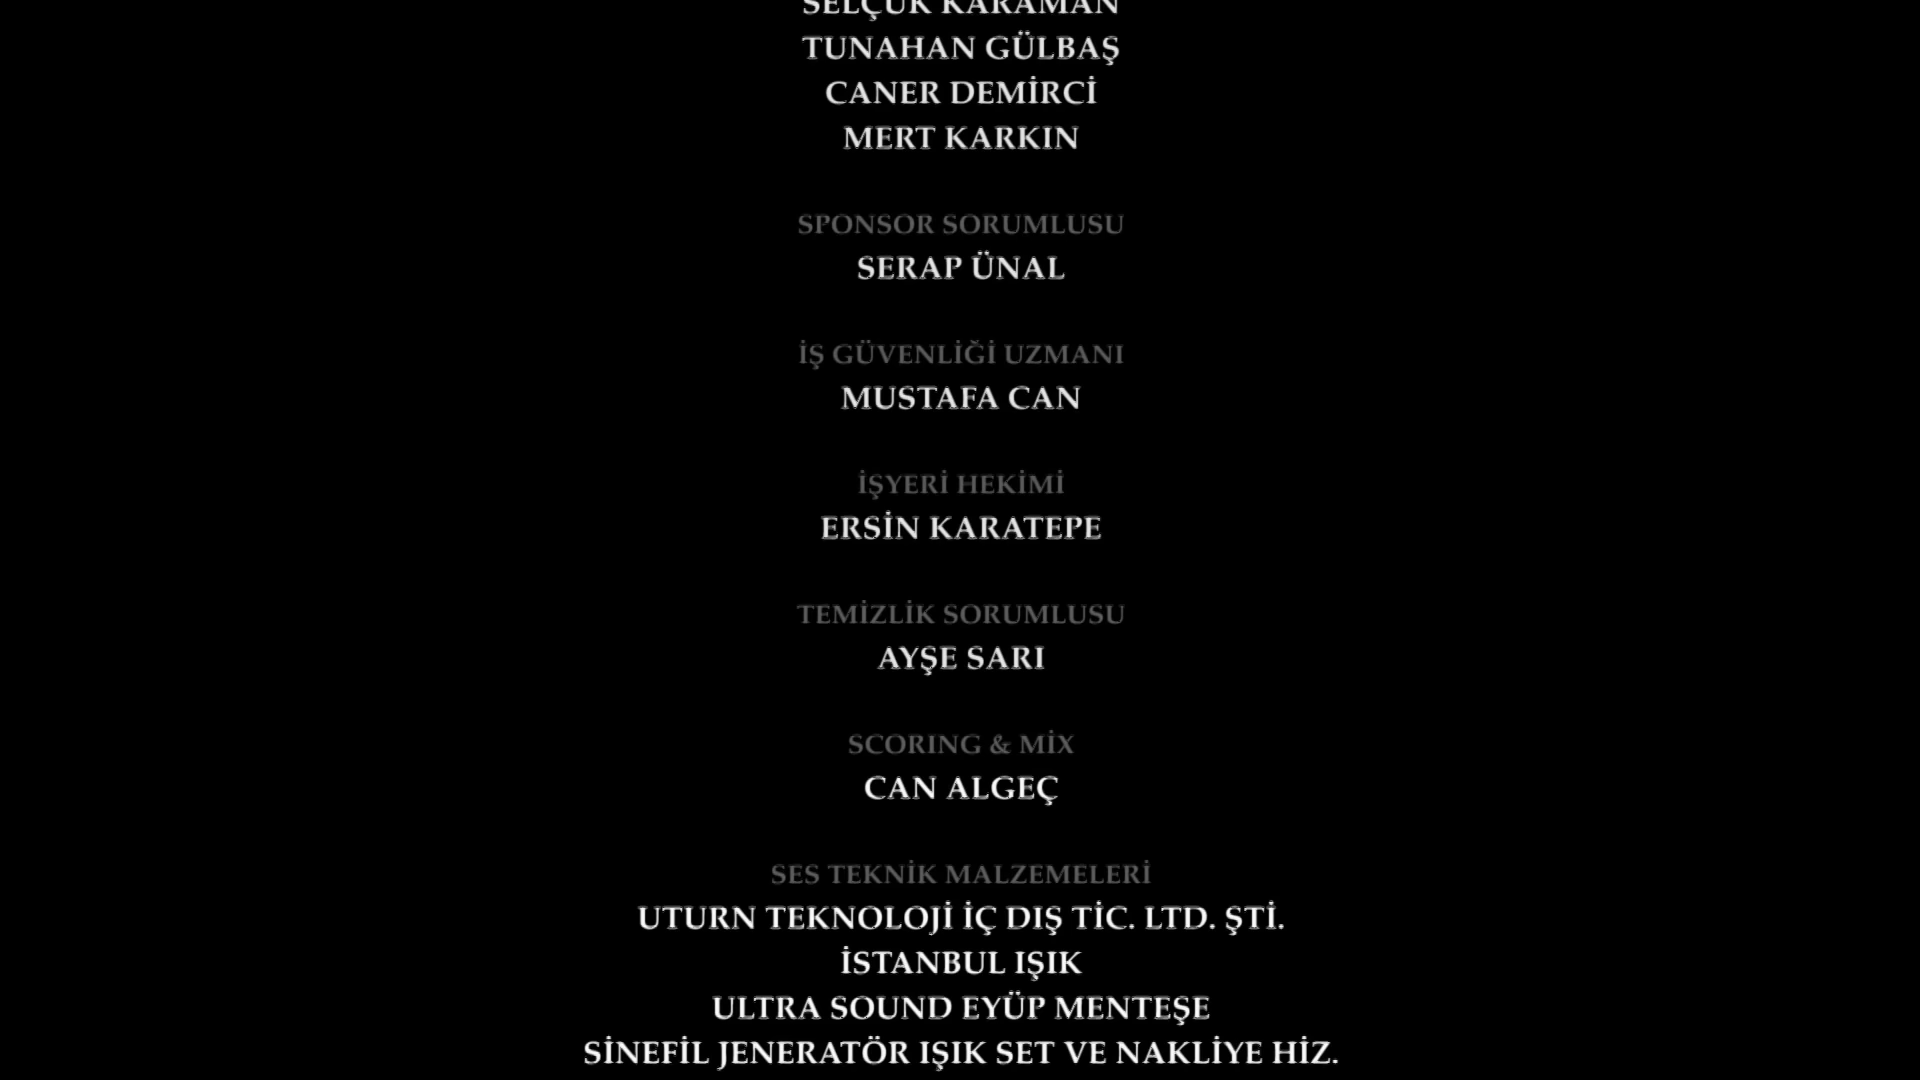 SELÇUK KARAMAN
TUNAHAN GÜLBAŞ
CANER DEMİRCİ
MERT KARKIN
SPONSOR SORUMLUSU
SERAP ÜNAL
İŞ GÜVENLİĞİ UZMANI
MUSTAFA CAN
İŞYERİ HEKİMİ
ERSİN KARATEPE
TEMİZLİK SORUMLUSU
AYŞE SARI
SCORING & MİX
CAN ALGEÇ
SES TEKNİK MALZEMELERİ
UTURN TEKNOLOJİ İÇ DIŞ TİC. LTD. ŞTİ.
İSTANBUL IŞIK
ULTRA SOUND EYÜP MENTEŞE
SİNEFİL JENERATÖR IŞIK SET VE NAKLİYE HİZ.